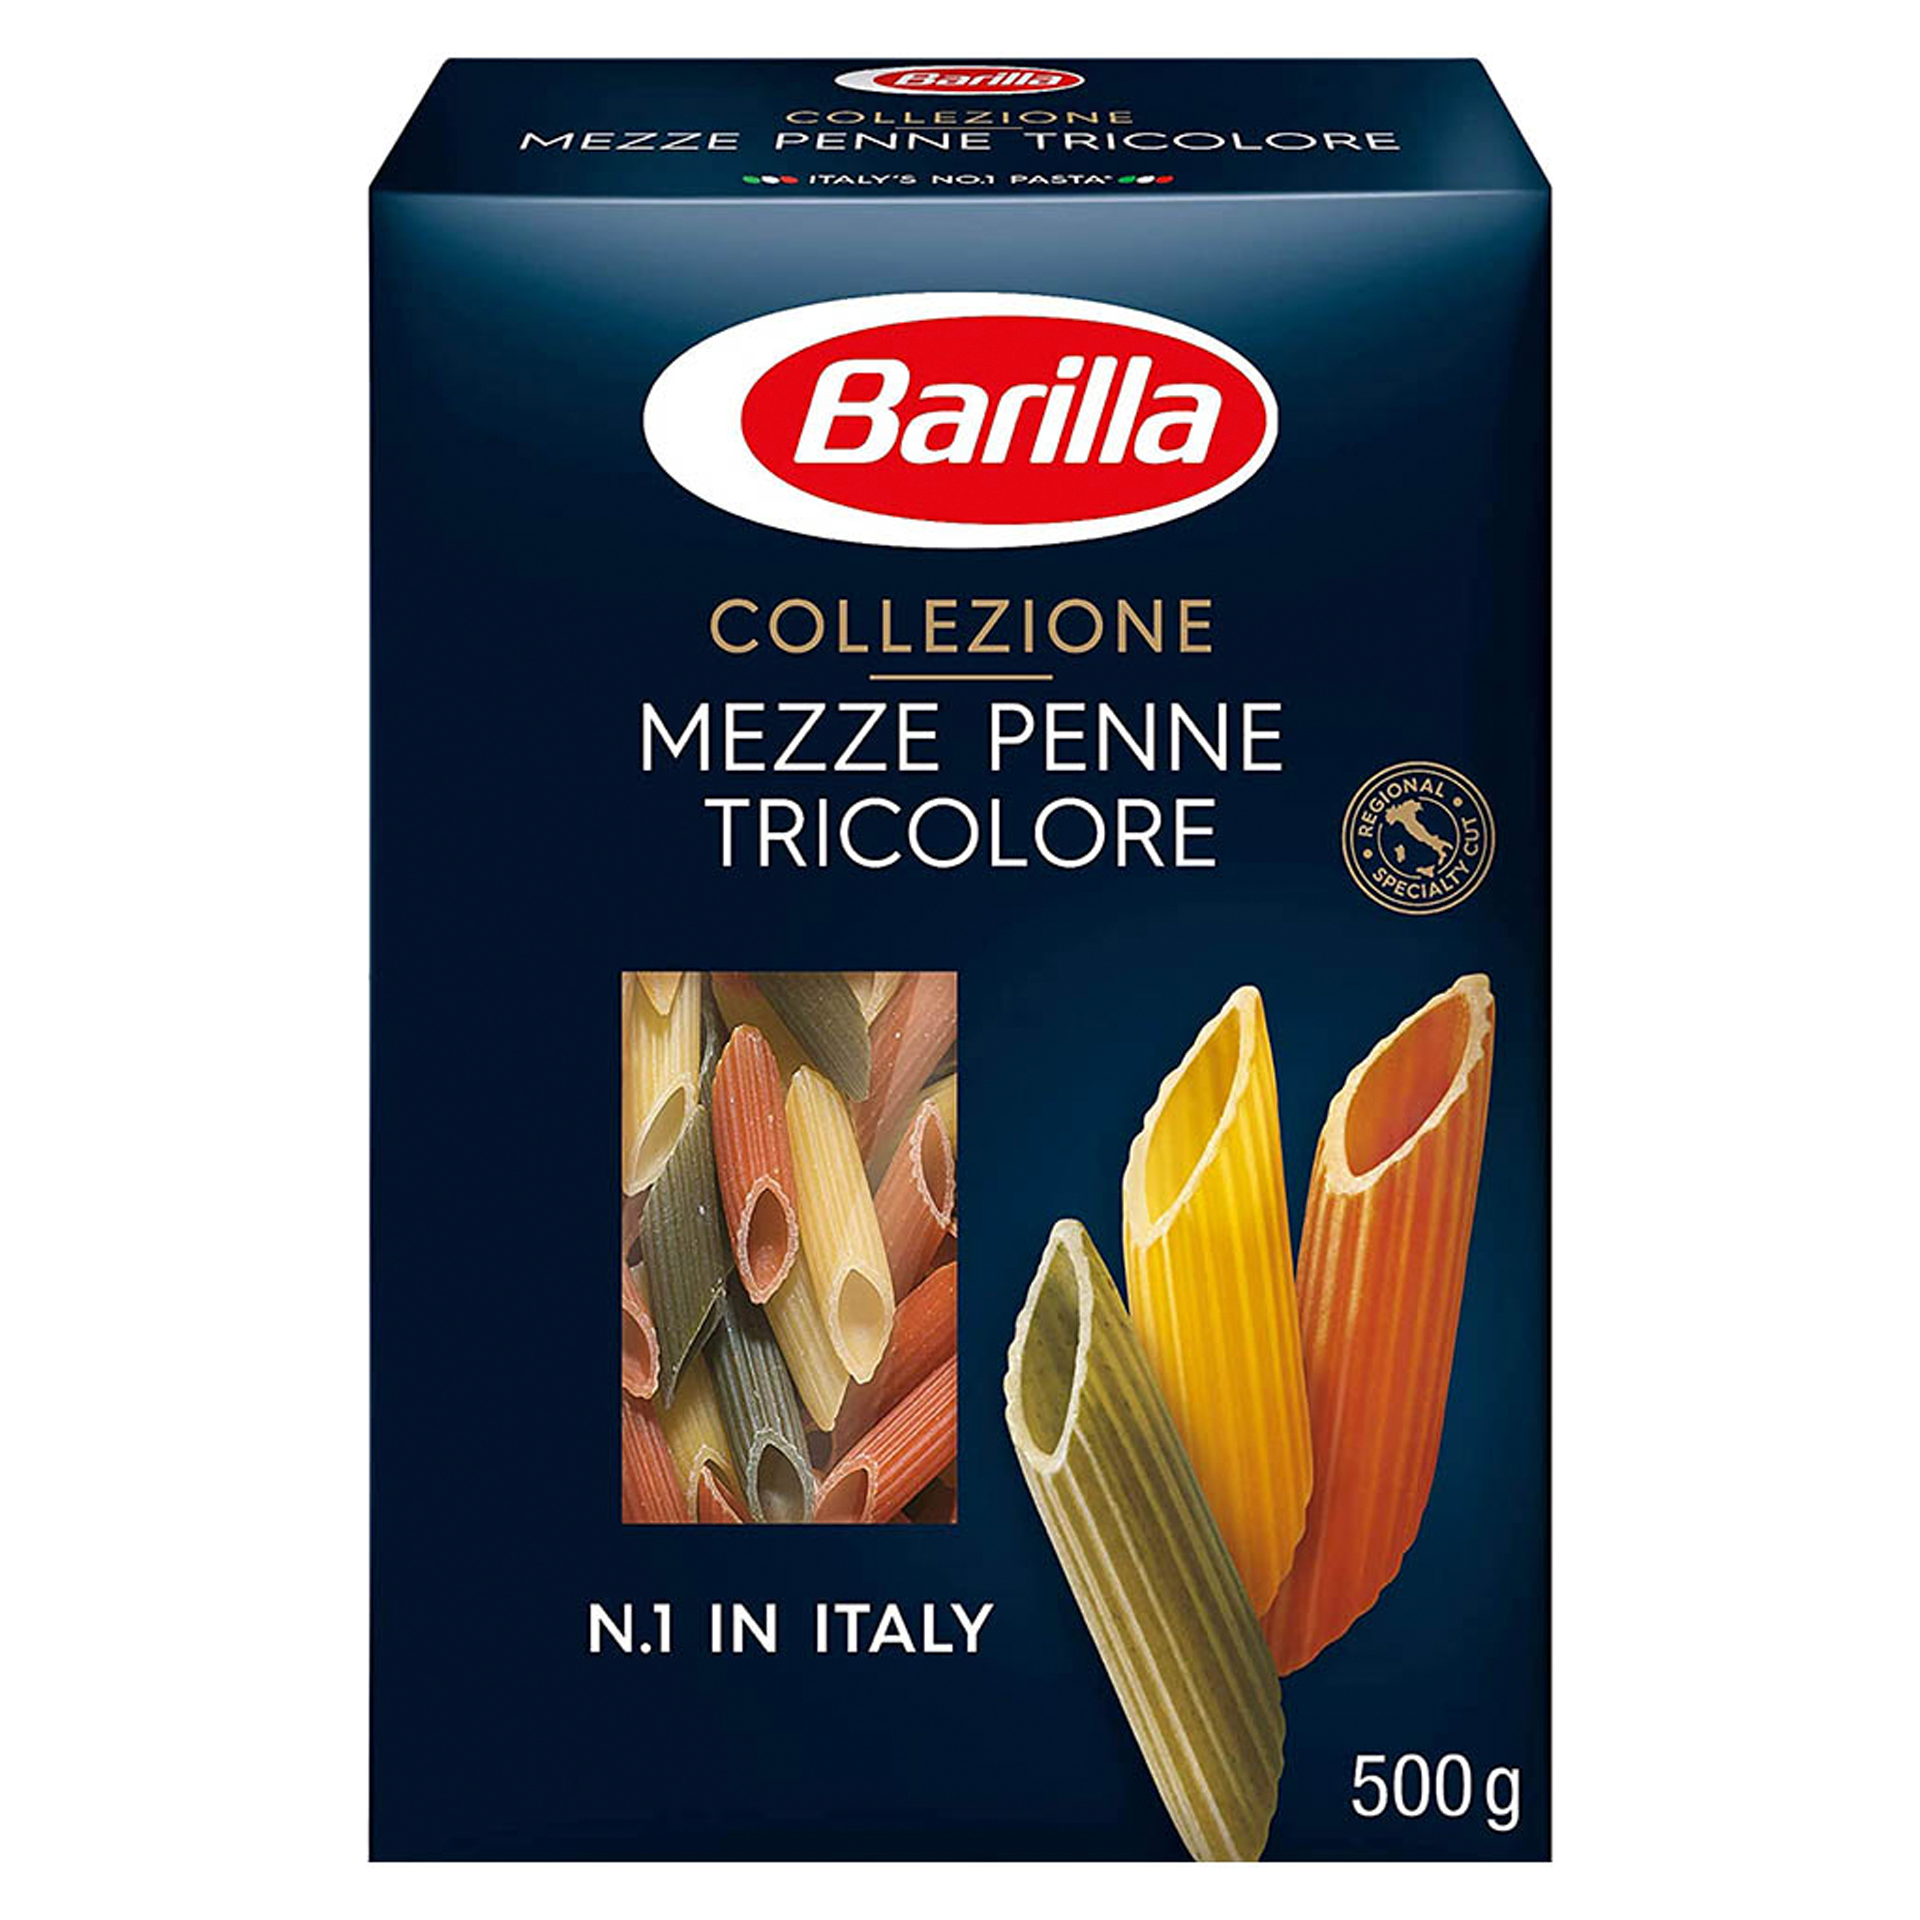 Barilla
COLLEZIONE
MEZZE PENNE TRICOLORE
ITALY'S NO.1 PASTA*
Barilla
COLLEZIONE
MEZZE PENNE
TRICOLORE
REGIONAL
SPECIALTY CUT
N.1 IN ITALY
500 g